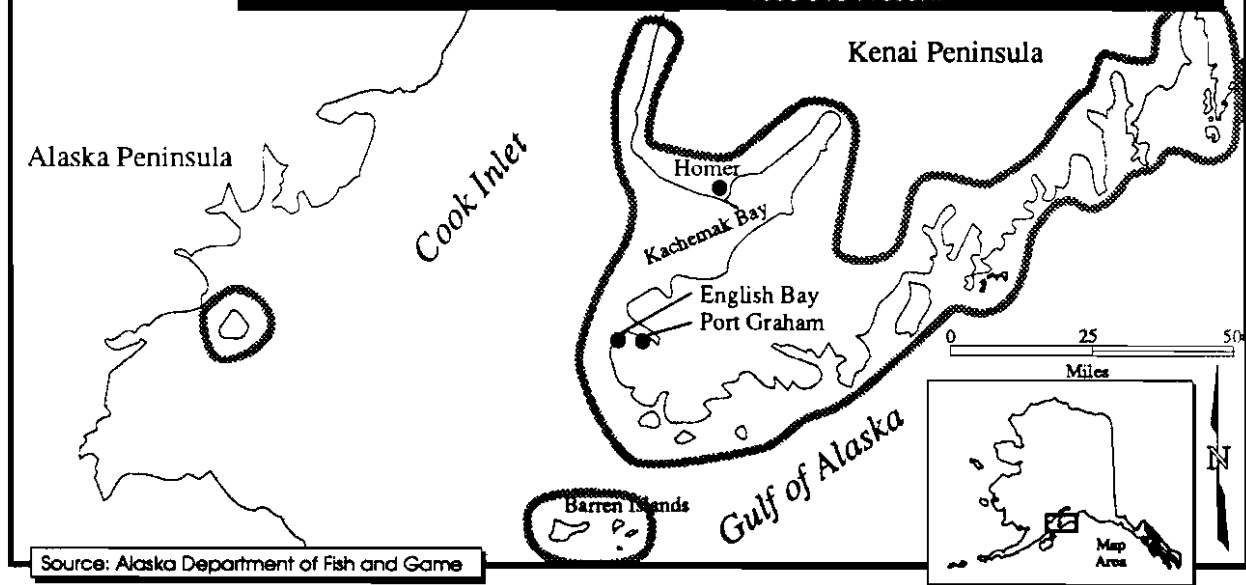 Kenai Peninsula
Alaska Peninsula
Cook Inlet
Homer
Kachemak Bay
English Bay
Port Graham
0 25 50
Miles
Gulf of Alaska
Barren Islands
N
Map
Area
Source: Alaska Department of Fish and Game